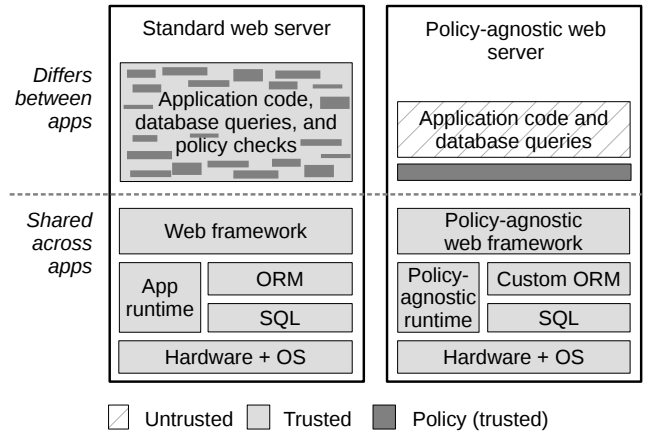 Standard web server
Policy-agnostic web
server
Differs
between
apps
Application code,
database queries, and
policy checks
Application code and
database queries
Shared
across
apps
Web framework
Policy-agnostic
web framework
App
runtime
ORM
SQL
Policy-
agnostic
runtime
Custom ORM
SQL
Hardware + OS
Hardware + OS
Untrusted
Trusted
Policy (trusted)